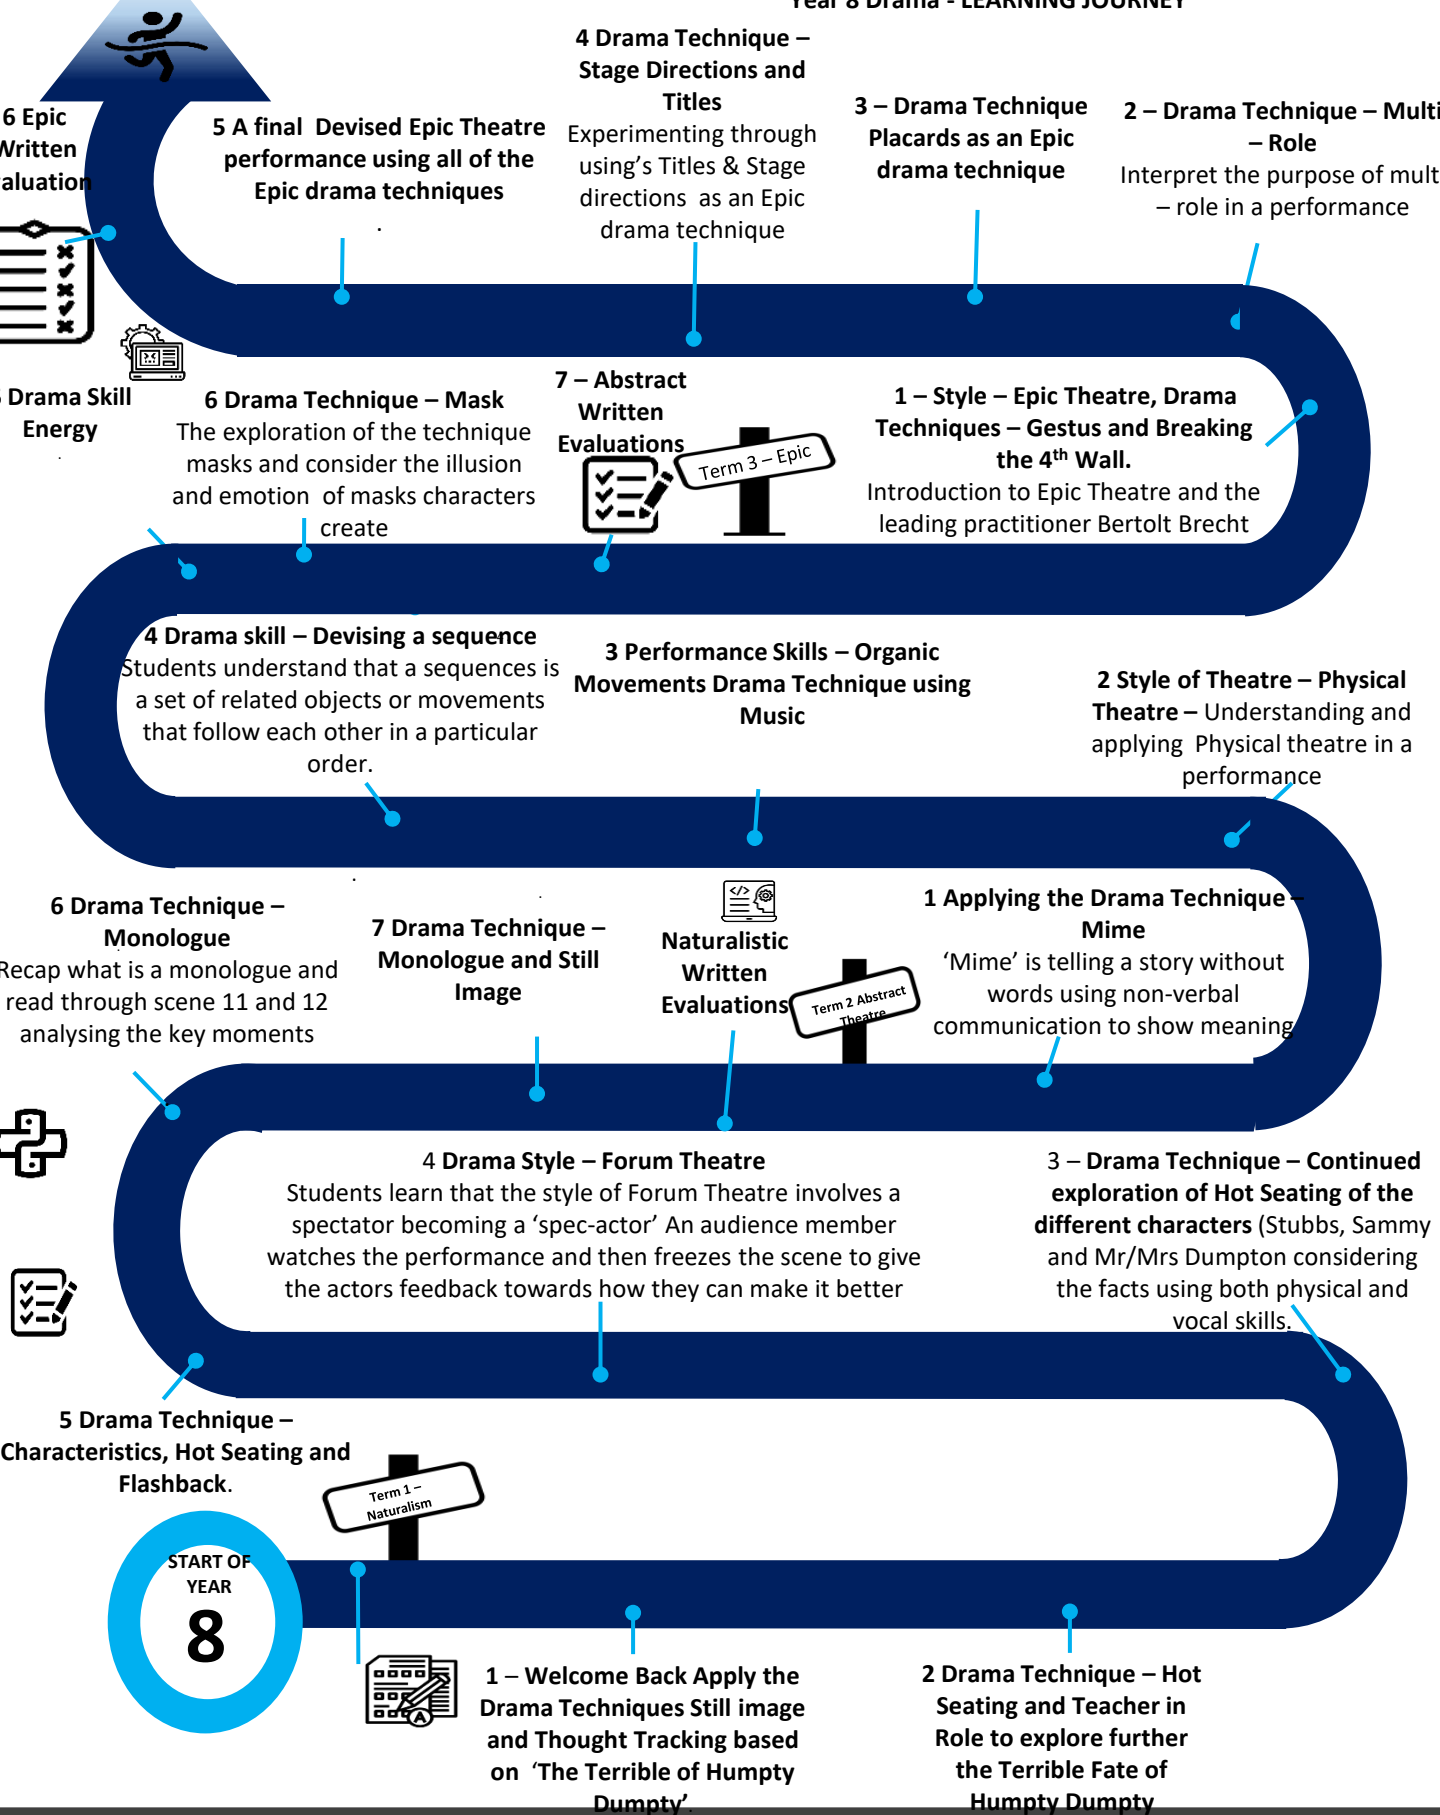 Year 8 Drama - LEARNING JOURNEY
4 Drama Technique –
Stage Directions and
Titles
Experimenting through
using's Titles & Stage
directions as an Epic
drama technique
3 – Drama Technique
Placards as an Epic
drama technique
2 – Drama Technique – Multi
– Role
Interpret the purpose of mult
– role in a performance
5 A final Devised Epic Theatre
performance using all of the
Epic drama techniques
.
6 Epic
Written
aluation
Drama Skill
Energy
6 Drama Technique – Mask
The exploration of the technique
masks and consider the illusion
and emotion of masks characters
create
7 – Abstract
Written
Evaluations
Term 3 – Epic
1 – Style – Epic Theatre, Drama
Techniques – Gestus and Breaking
the 4th Wall.
Introduction to Epic Theatre and the
leading practitioner Bertolt Brecht
4 Drama skill – Devising a sequence
Students understand that a sequences is
a set of related objects or movements
that follow each other in a particular
order.
3 Performance Skills – Organic
Movements Drama Technique using
Music
2 Style of Theatre – Physical
Theatre – Understanding and
applying Physical theatre in a
performance
6 Drama Technique –
Monologue
Recap what is a monologue and
read through scene 11 and 12
analysing the key moments
7 Drama Technique –
Monologue and Still
Image
Naturalistic
Written
Evaluations
Term 2 Abstract
Theatre
1 Applying the Drama Technique –
Mime
‘Mime’ is telling a story without
words using non-verbal
communication to show meaning
4 Drama Style – Forum Theatre
Students learn that the style of Forum Theatre involves a
spectator becoming a ‘spec-actor’ An audience member
watches the performance and then freezes the scene to give
the actors feedback towards how they can make it better
3 – Drama Technique – Continued
exploration of Hot Seating of the
different characters (Stubbs, Sammy
and Mr/Mrs Dumpton considering
the facts using both physical and
vocal skills.
5 Drama Technique –
Characteristics, Hot Seating and
Flashback.
Term 1 –
Naturalism
START OF
YEAR
8
1 – Welcome Back Apply the
Drama Techniques Still image
and Thought Tracking based
on ‘The Terrible of Humpty
Dumpty’.
2 Drama Technique – Hot
Seating and Teacher in
Role to explore further
the Terrible Fate of
Humpty Dumpty